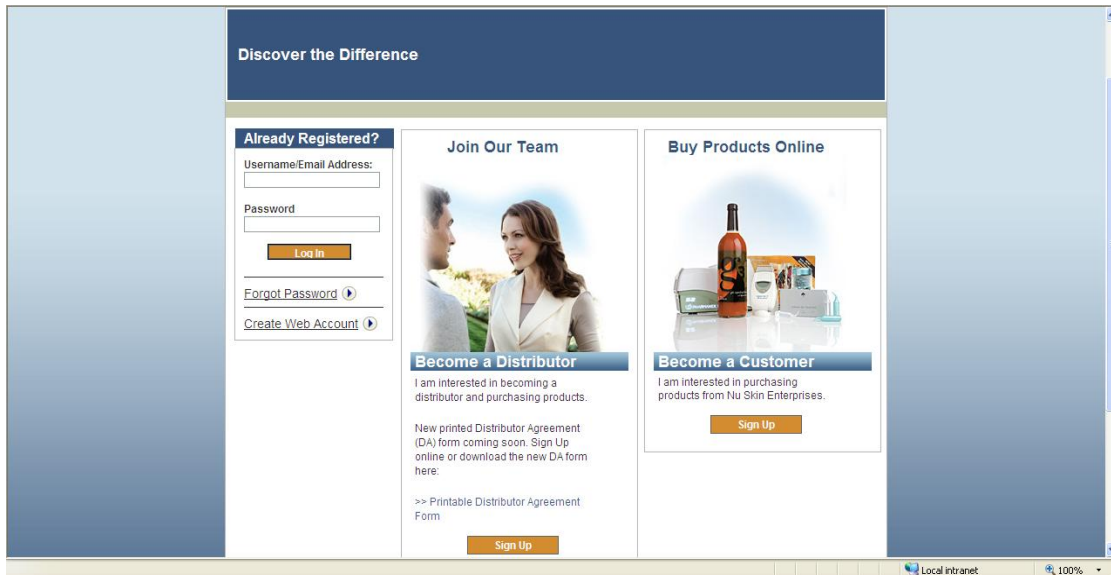 Discover the Difference
Already Registered?
Username/Email Address:
Password
Log In
Forgot Password
Create Web Account
Join Our Team
Become a Distributor
I am interested in becoming a
distributor and purchasing products.
New printed Distributor Agreement
(DA) form coming soon. Sign Up
online or download the new DA form
here:
>> Printable Distributor Agreement
Form
Sign Up
Buy Products Online
Become a Customer
I am interested in purchasing
products from Nu Skin Enterprises.
Sign Up
Local intranet
100%